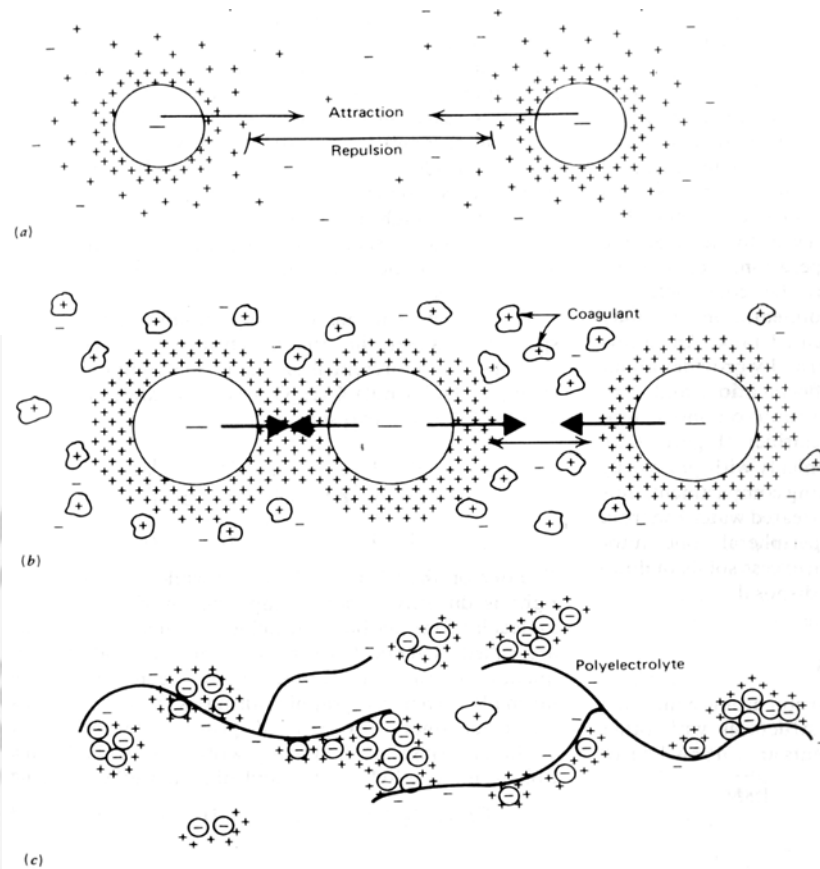 Attraction
Repulsion
(a)
Coagulant
(b)
Polyelectrolyte
(c)